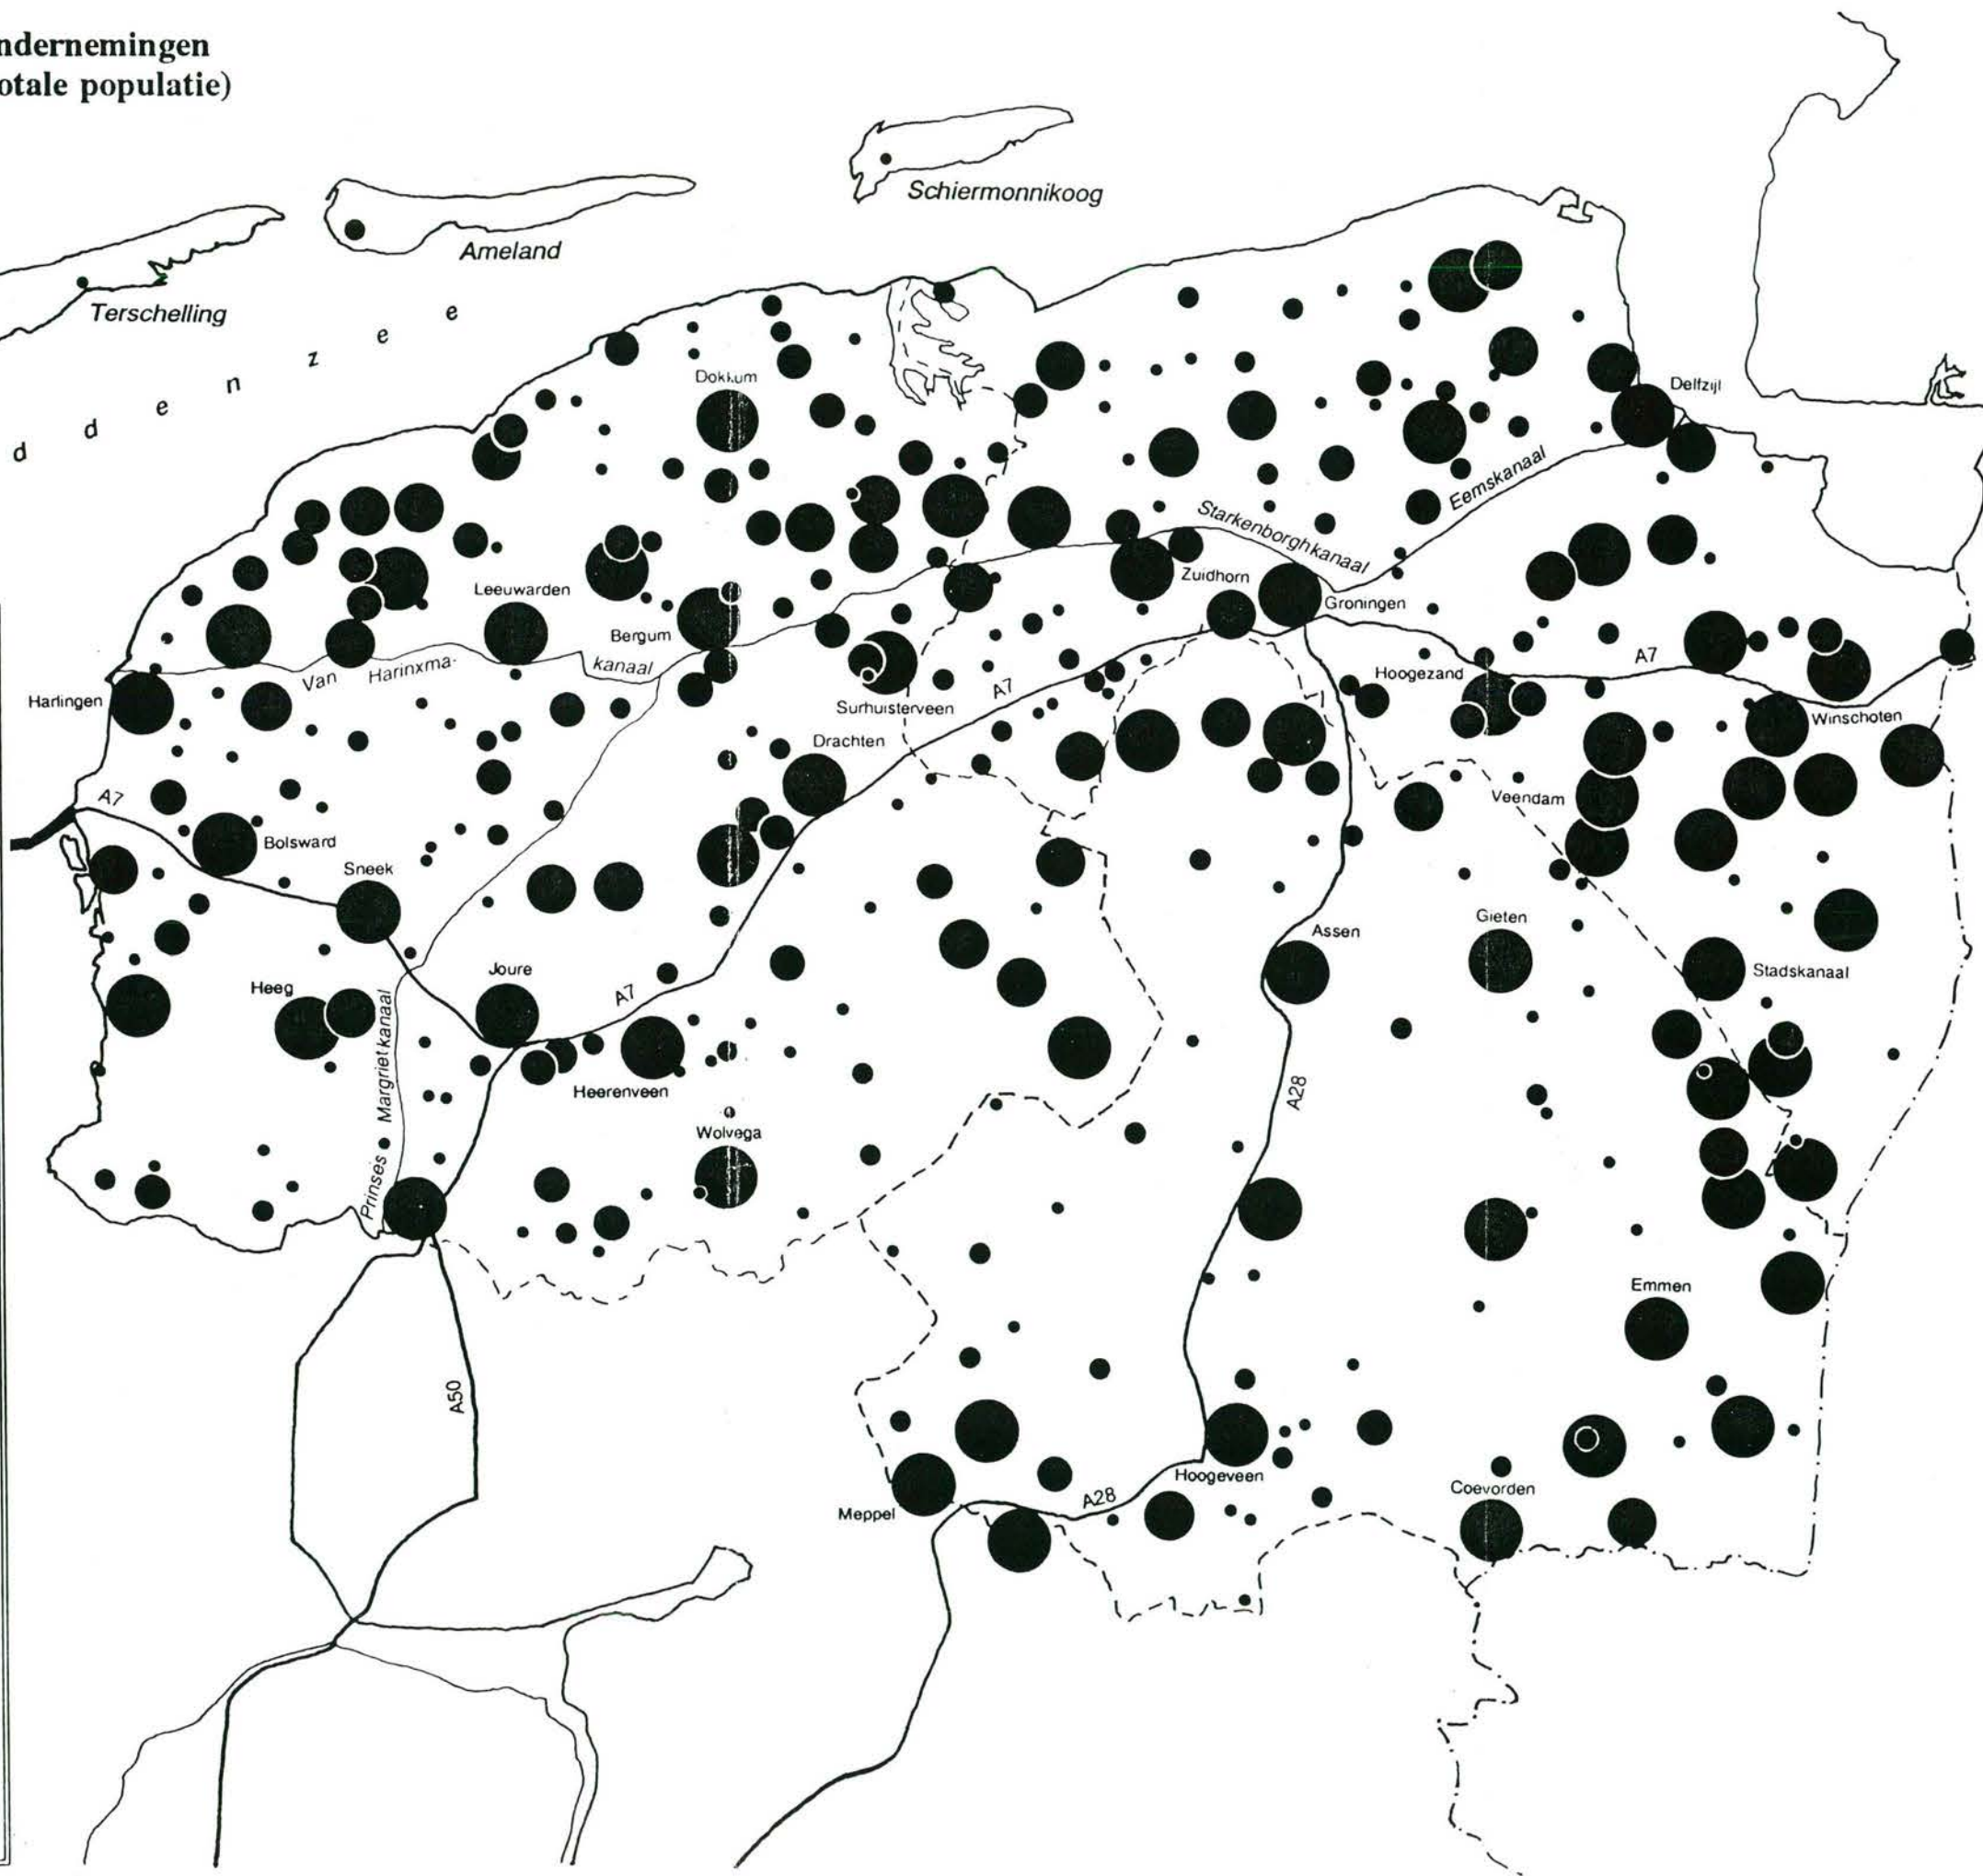 ndernemingen
otale populatie)
Schiermonnikoog
Ameland
Terschelling
d d e n z e e
Dokkum
Delfzijl
Eemskanaal
Starkenborghkanaal
Zuidhorn
Leeuwarden
Groningen
Bergum
Van Harinxma-
kanaal
A7
Hoogezand
Harlingen
Surhuisterveen
A7
Winschoten
Drachten
A7
Veendam
Bolsward
Sneek
Gieten
Assen
Joure
Stadskanaal
Heeg
A7
Prinses Margrietkanaal
Heerenveen
A28
Wolvega
Emmen
A50
Hoogeveen
Coevorden
A28
Meppel